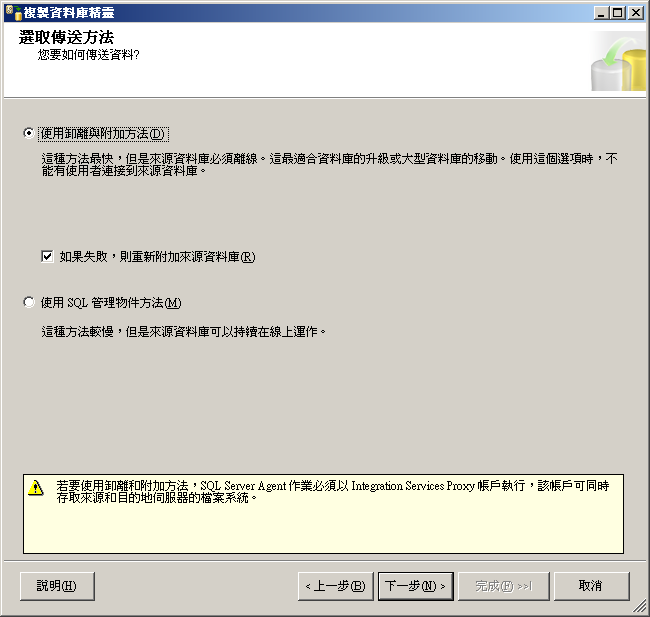 複製資料庫精靈
選取傳送方法
您要如何傳送資料?
使用卸離與附加方法(D)
這種方法最快，但是來源資料庫必須離線。這最適合資料庫的升級或大型資料庫的移動。使用這個選項時，不
能有使用者連接到來源資料庫。
如果失敗，則重新附加來源資料庫(R)
使用 SQL 管理物件方法(M)
這種方法較慢，但是來源資料庫可以持續在線上運作。
若要使用卸離和附加方法，SQL Server Agent 作業必須以 Integration Services Proxy 帳戶執行，該帳戶可同時
存取來源和目的地伺服器的檔案系統。
說明(H)
< 上一步(B)
下一步(N) >
完成(F) >>|
取消